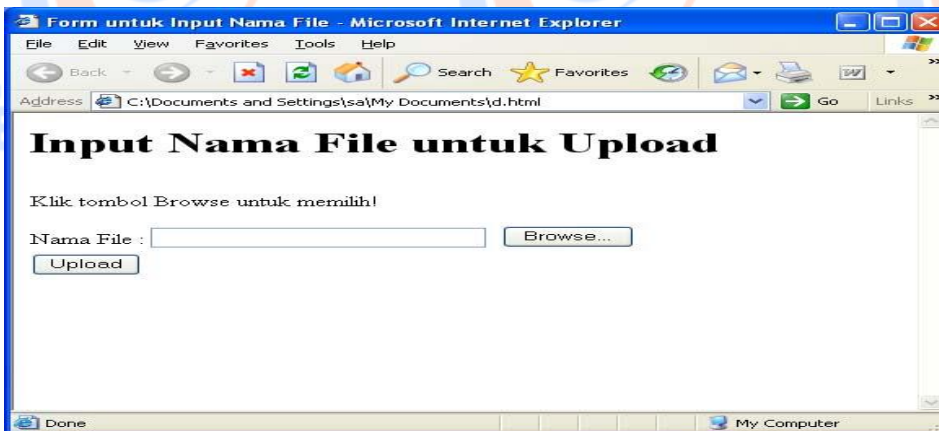 Form untuk Input Nama File - Microsoft Internet Explorer
File Edit View Favorites Tools Help
Back Search Favorites
Address C:\Documents and Settings\sa\My Documents\d.html Go Links »
Input Nama File untuk Upload
Klik tombol Browse untuk memilih!
Nama File : Browse...
Upload
Done My Computer